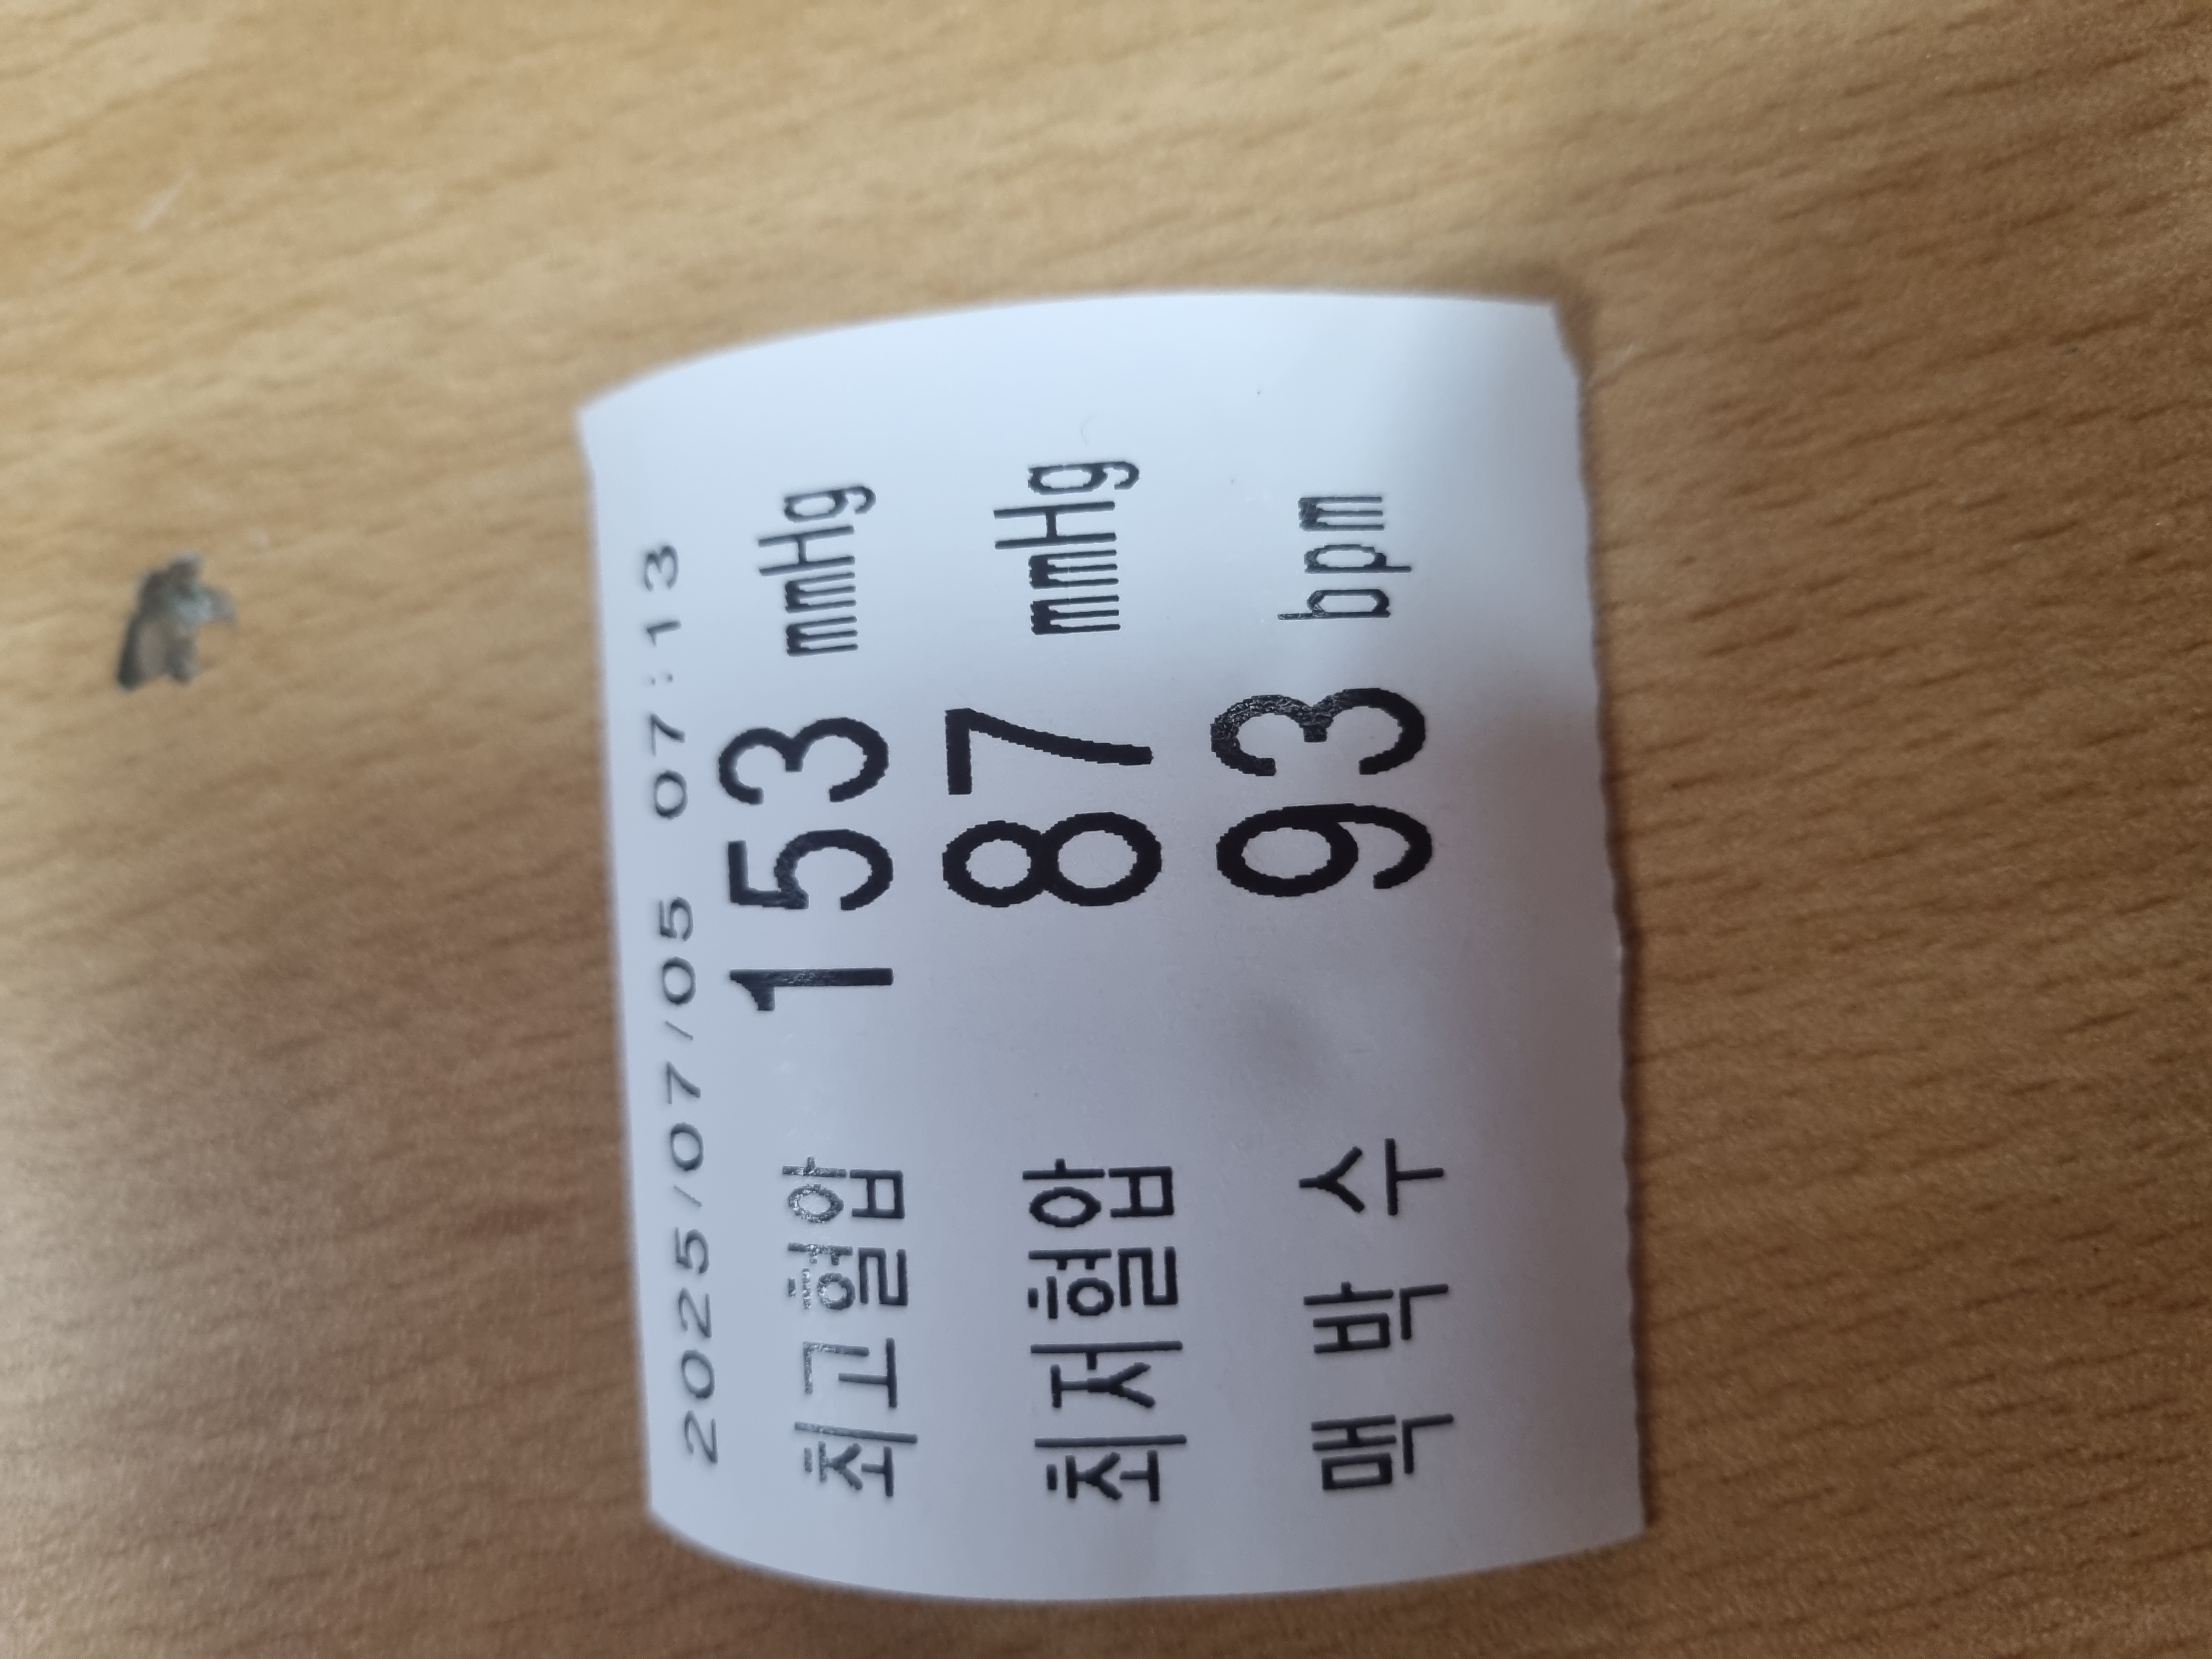 2025/07/05 07:13
최고혈압 153 mmHg
최저혈압 87 mmHg
맥 박 수 93 bpm